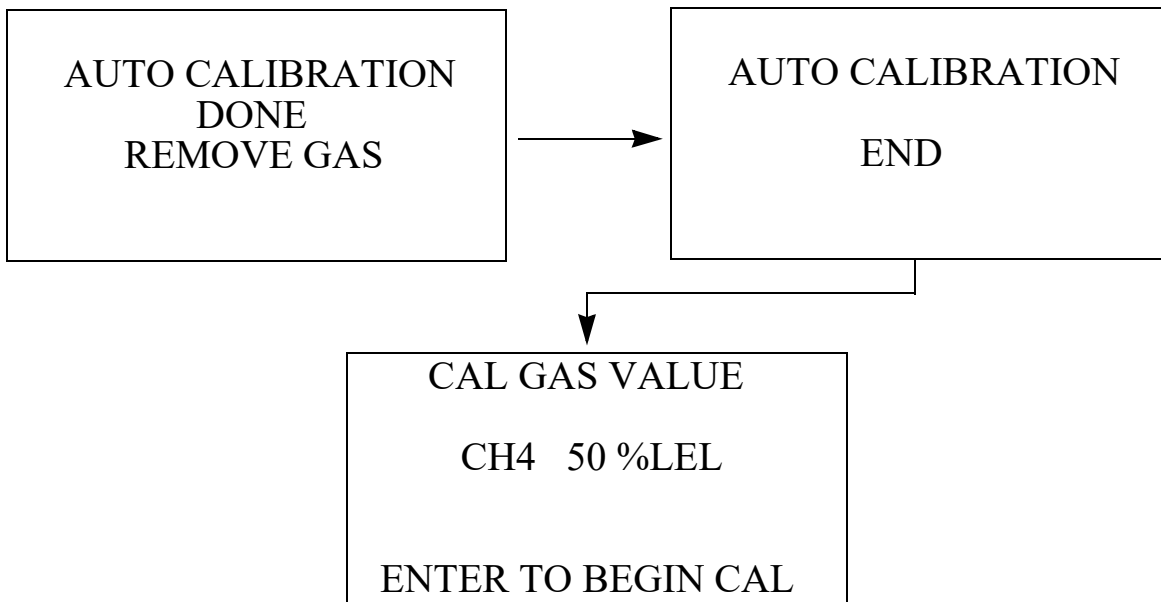 AUTO CALIBRATION
DONE
REMOVE GAS
AUTO CALIBRATION
END
CAL GAS VALUE
CH4 50 %LEL
ENTER TO BEGIN CAL